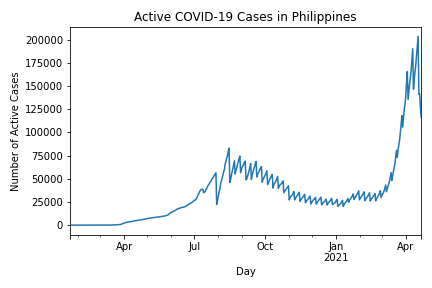 Active COVID-19 Cases in Philippines
Number of Active Cases
200000
175000
150000
125000
100000
75000
50000
25000
0
Apr
Jul
Oct
Jan
2021
Apr
Day